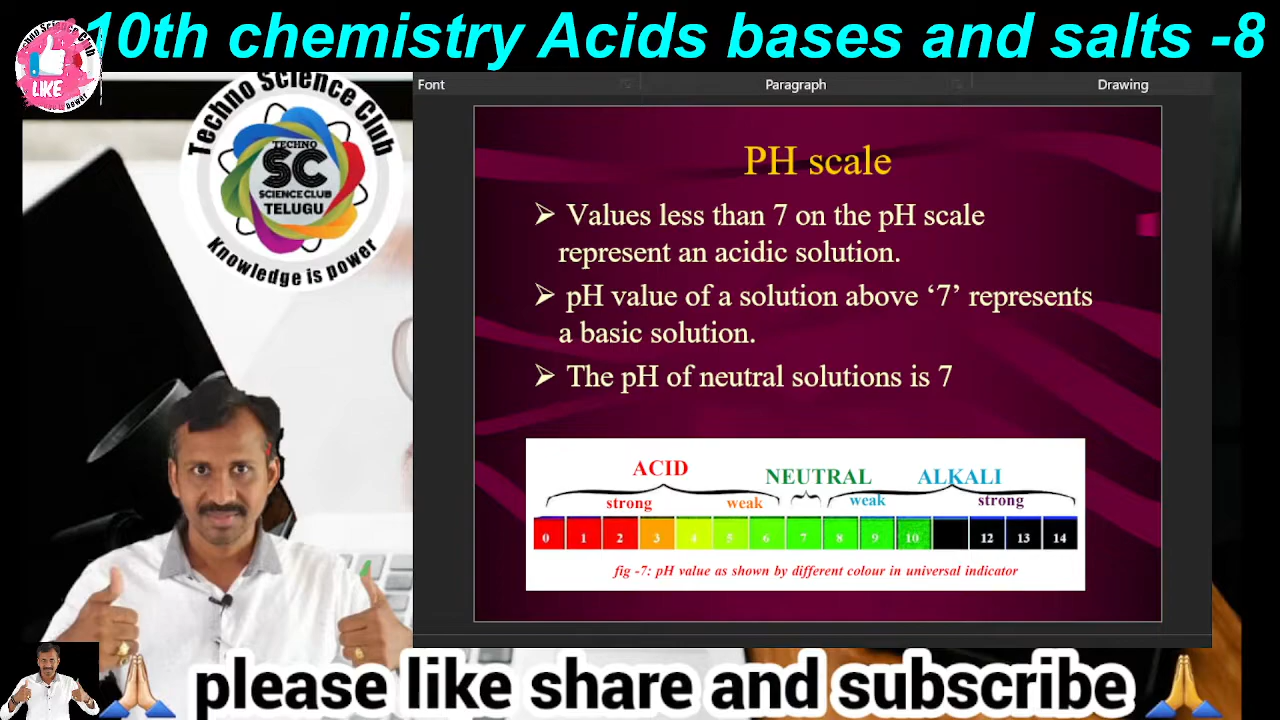 10th chemistry Acids bases and salts -8
LIKE
Techno Science Club
TECHNO
SC
SCIENCE CLUB
TELUGU
Knowledge is power
Font
Paragraph
Drawing
PH scale
➢ Values less than 7 on the pH scale
represent an acidic solution.
➢ pH value of a solution above ‘7’ represents
a basic solution.
➢ The pH of neutral solutions is 7
ACID NEUTRAL ALKALI
strong weak weak strong
0 1 2 3 4 5 6 7 8 9 10 12 13 14
fig -7: pH value as shown by different colour in universal indicator
please like share and subscribe